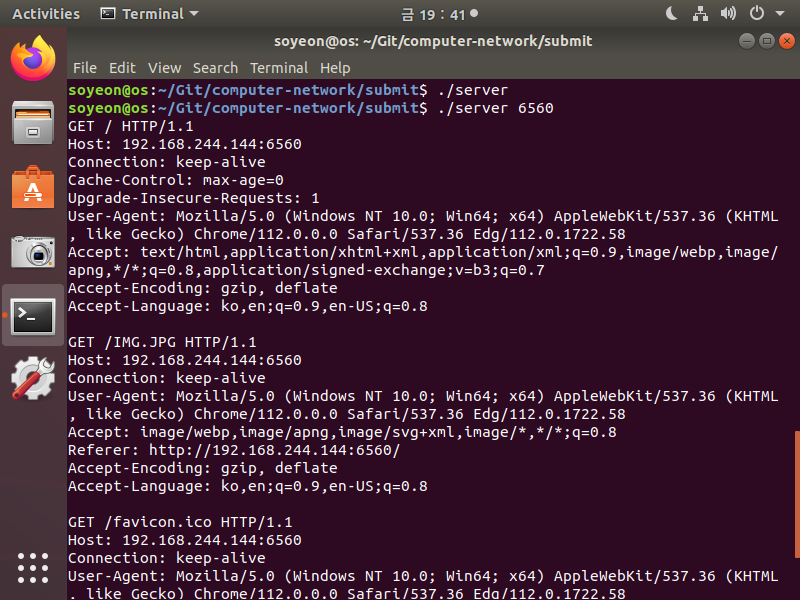 Activities Terminal 금 19 : 41
soyeon@os: ~/Git/computer-network/submit
File Edit View Search Terminal Help
soyeon@os:~/Git/computer-network/submit$ ./server
soyeon@os:~/Git/computer-network/submit$ ./server 6560
GET / HTTP/1.1
Host: 192.168.244.144:6560
Connection: keep-alive
Cache-Control: max-age=0
Upgrade-Insecure-Requests: 1
User-Agent: Mozilla/5.0 (Windows NT 10.0; Win64; x64) AppleWebKit/537.36 (KHTML
, like Gecko) Chrome/112.0.0.0 Safari/537.36 Edg/112.0.1722.58
Accept: text/html,application/xhtml+xml,application/xml;q=0.9,image/webp,image/
apng,*/*;q=0.8,application/signed-exchange;v=b3;q=0.7
Accept-Encoding: gzip, deflate
Accept-Language: ko,en;q=0.9,en-US;q=0.8
GET /IMG.JPG HTTP/1.1
Host: 192.168.244.144:6560
Connection: keep-alive
User-Agent: Mozilla/5.0 (Windows NT 10.0; Win64; x64) AppleWebKit/537.36 (KHTML
, like Gecko) Chrome/112.0.0.0 Safari/537.36 Edg/112.0.1722.58
Accept: image/webp,image/apng,image/svg+xml,image/*,*/*;q=0.8
Referer: http://192.168.244.144:6560/
Accept-Encoding: gzip, deflate
Accept-Language: ko,en;q=0.9,en-US;q=0.8
GET /favicon.ico HTTP/1.1
Host: 192.168.244.144:6560
Connection: keep-alive
User-Agent: Mozilla/5.0 (Windows NT 10.0; Win64; x64) AppleWebKit/537.36 (KHTML
, like Gecko) Chrome/112.0.0.0 Safari/537.36 Edg/112.0.1722.58